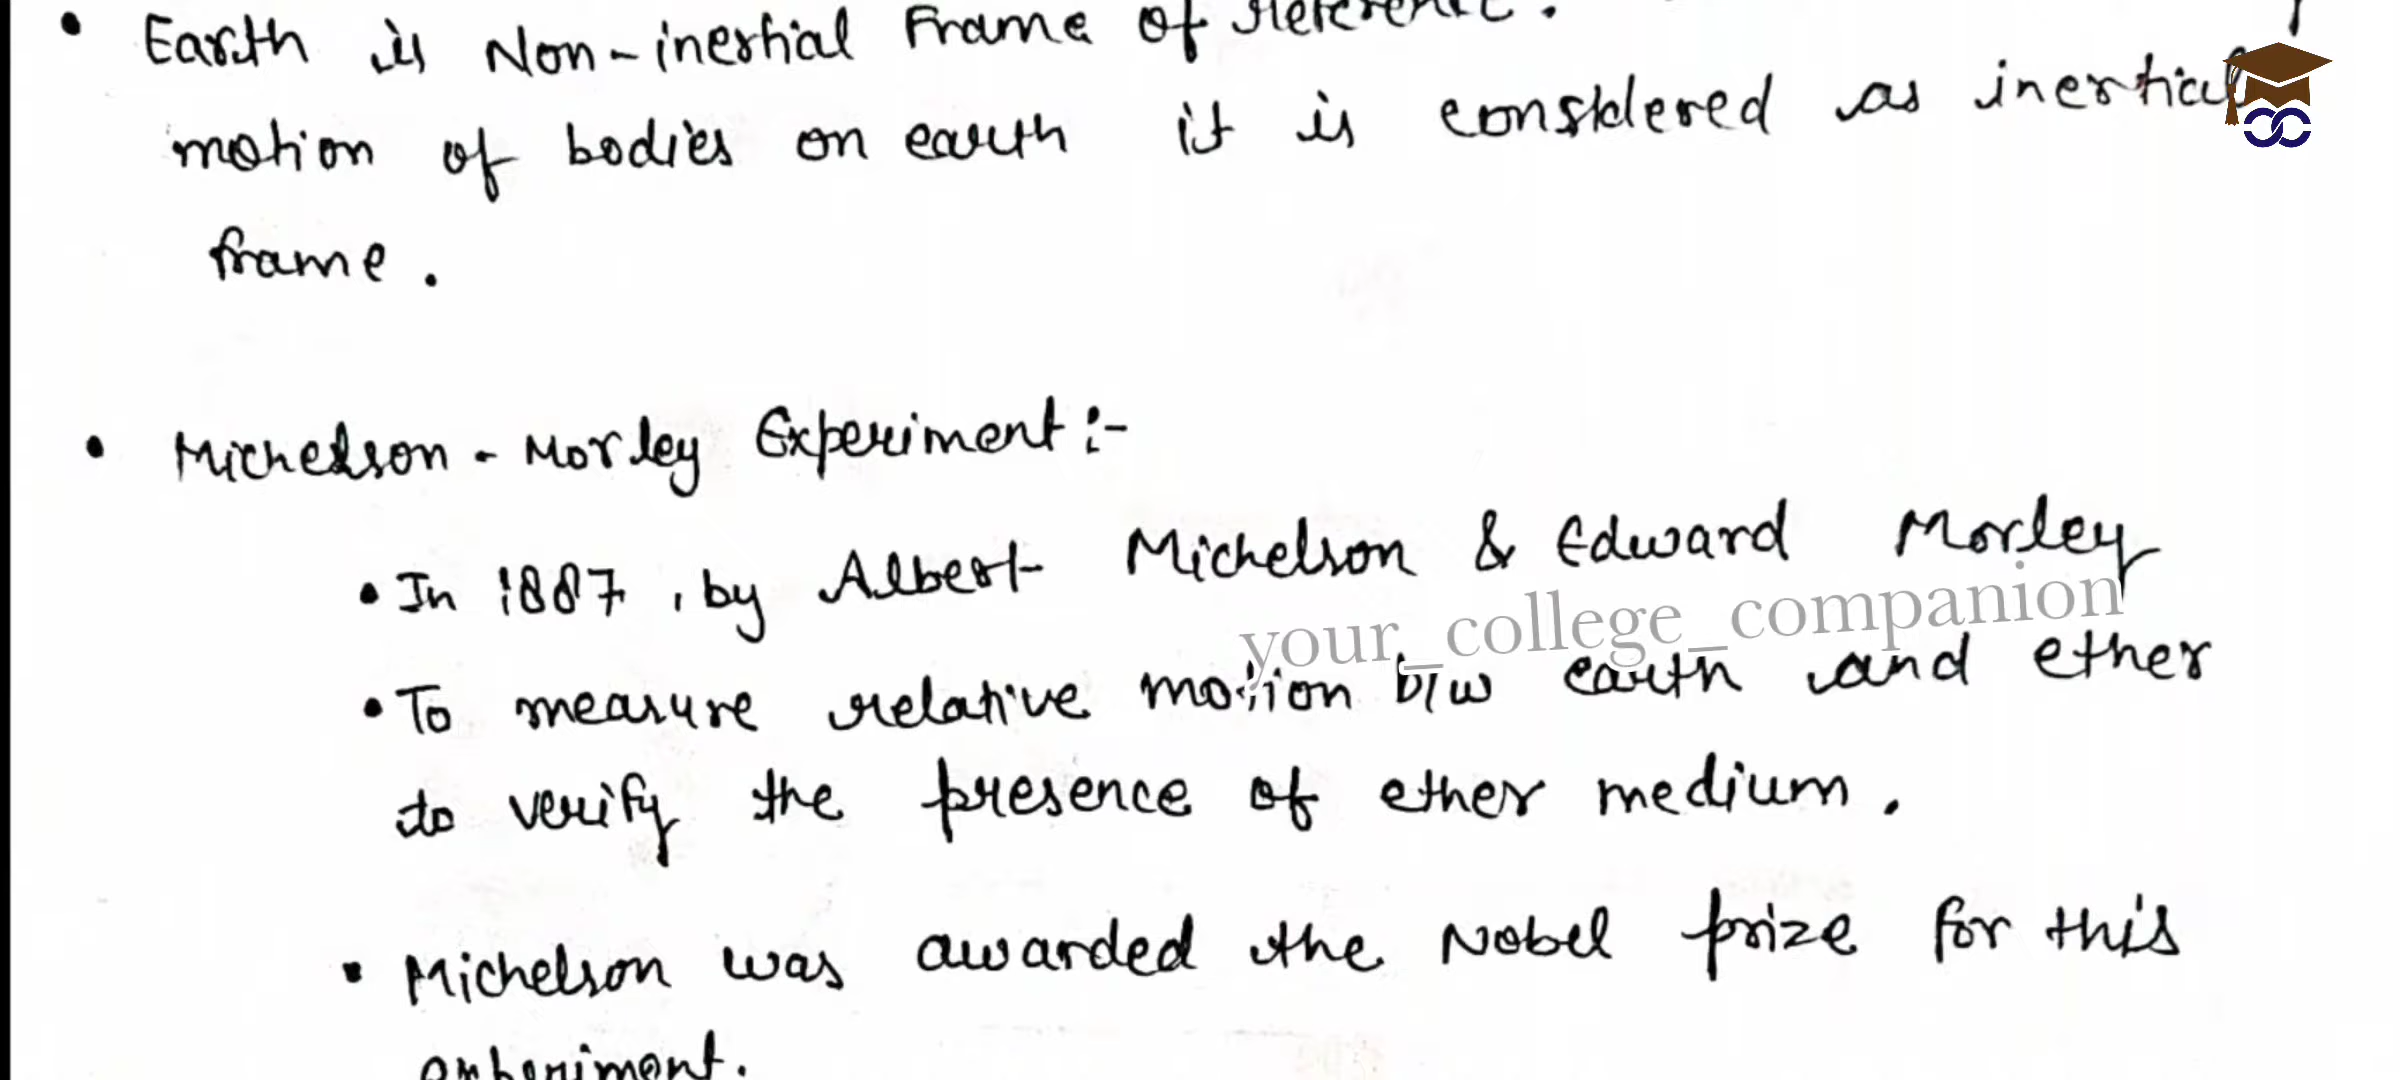 • Earth is Non-inertial Frame of reference.
motion of bodies on earth it is considered as inertial
frame.
• Michelson - Morley Experiment :-
• In 1887, by Albert Michelson & Edward Morley
your_college_companion
• To measure relative motion b/w earth and ether
to verify the presence of ether medium.
• Michelson was awarded the Nobel prize for this
experiment.